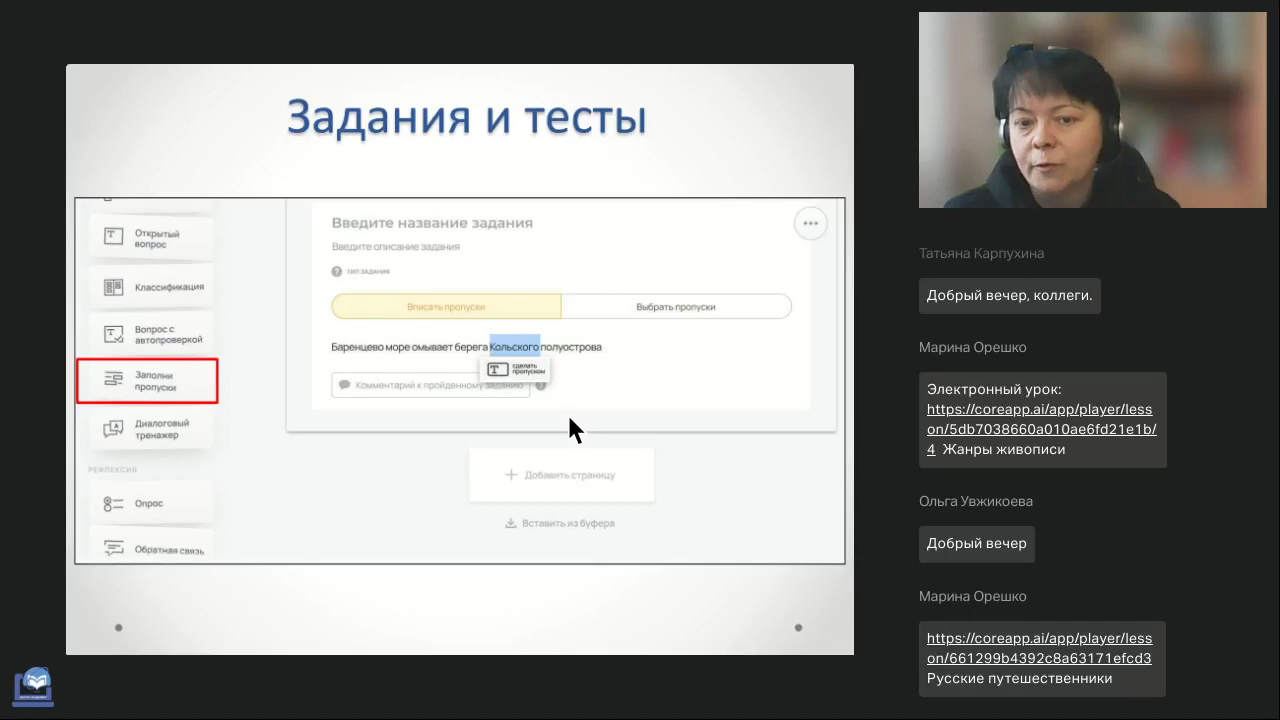 Задания и тесты
Открытый
вопрос
Классификация
Вопрос с
автопроверкой
Заполни
пропуски
Диалоговый
тренажер
РЕФЛЕКСИЯ
Опрос
Обратная связь
Введите название задания
Введите описание задания
ТИП ЗАДАНИЯ
Вписать пропуски
Выбрать пропуски
Баренцево море омывает берега Кольского полуострова
сделать
пропуском
Комментарий к пройденному заданию
Добавить страницу
Вставить из буфера
Татьяна Карпухина
Добрый вечер, коллеги.
Марина Орешко
Электронный урок:
https://coreapp.ai/app/player/less
on/5db7038660a010ae6fd21e1b/
4 Жанры живописи
Ольга Увжикоева
Добрый вечер
Марина Орешко
https://coreapp.ai/app/player/less
on/661299b4392c8a63171efcd3
Русские путешественники